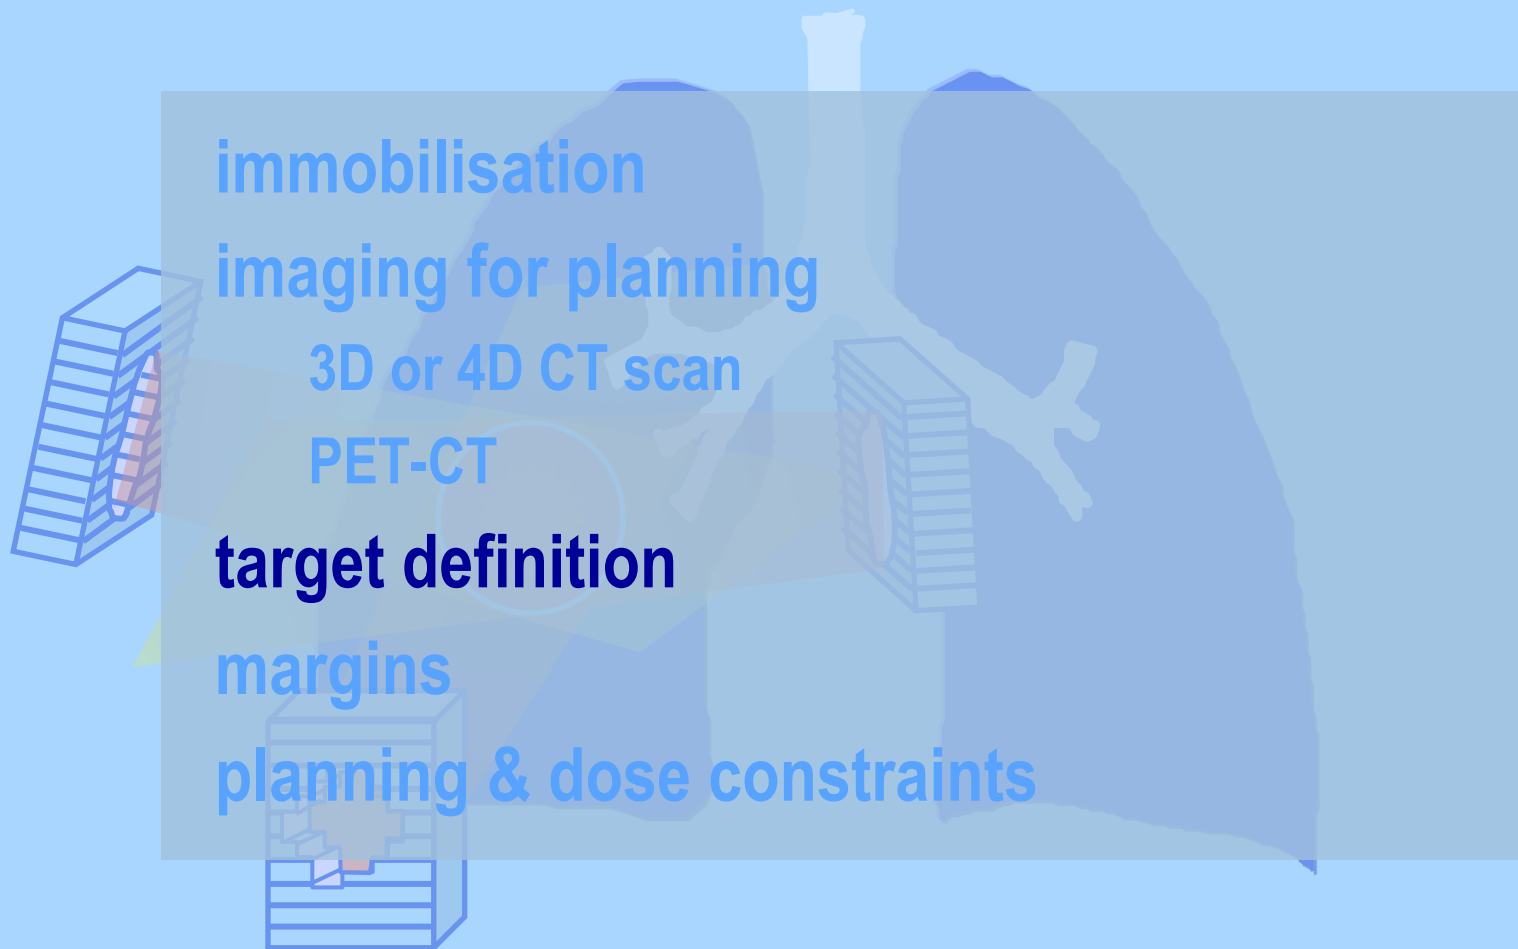 immobilisation
imaging for planning
3D or 4D CT scan
PET-CT
target definition
margins
planning & dose constraints